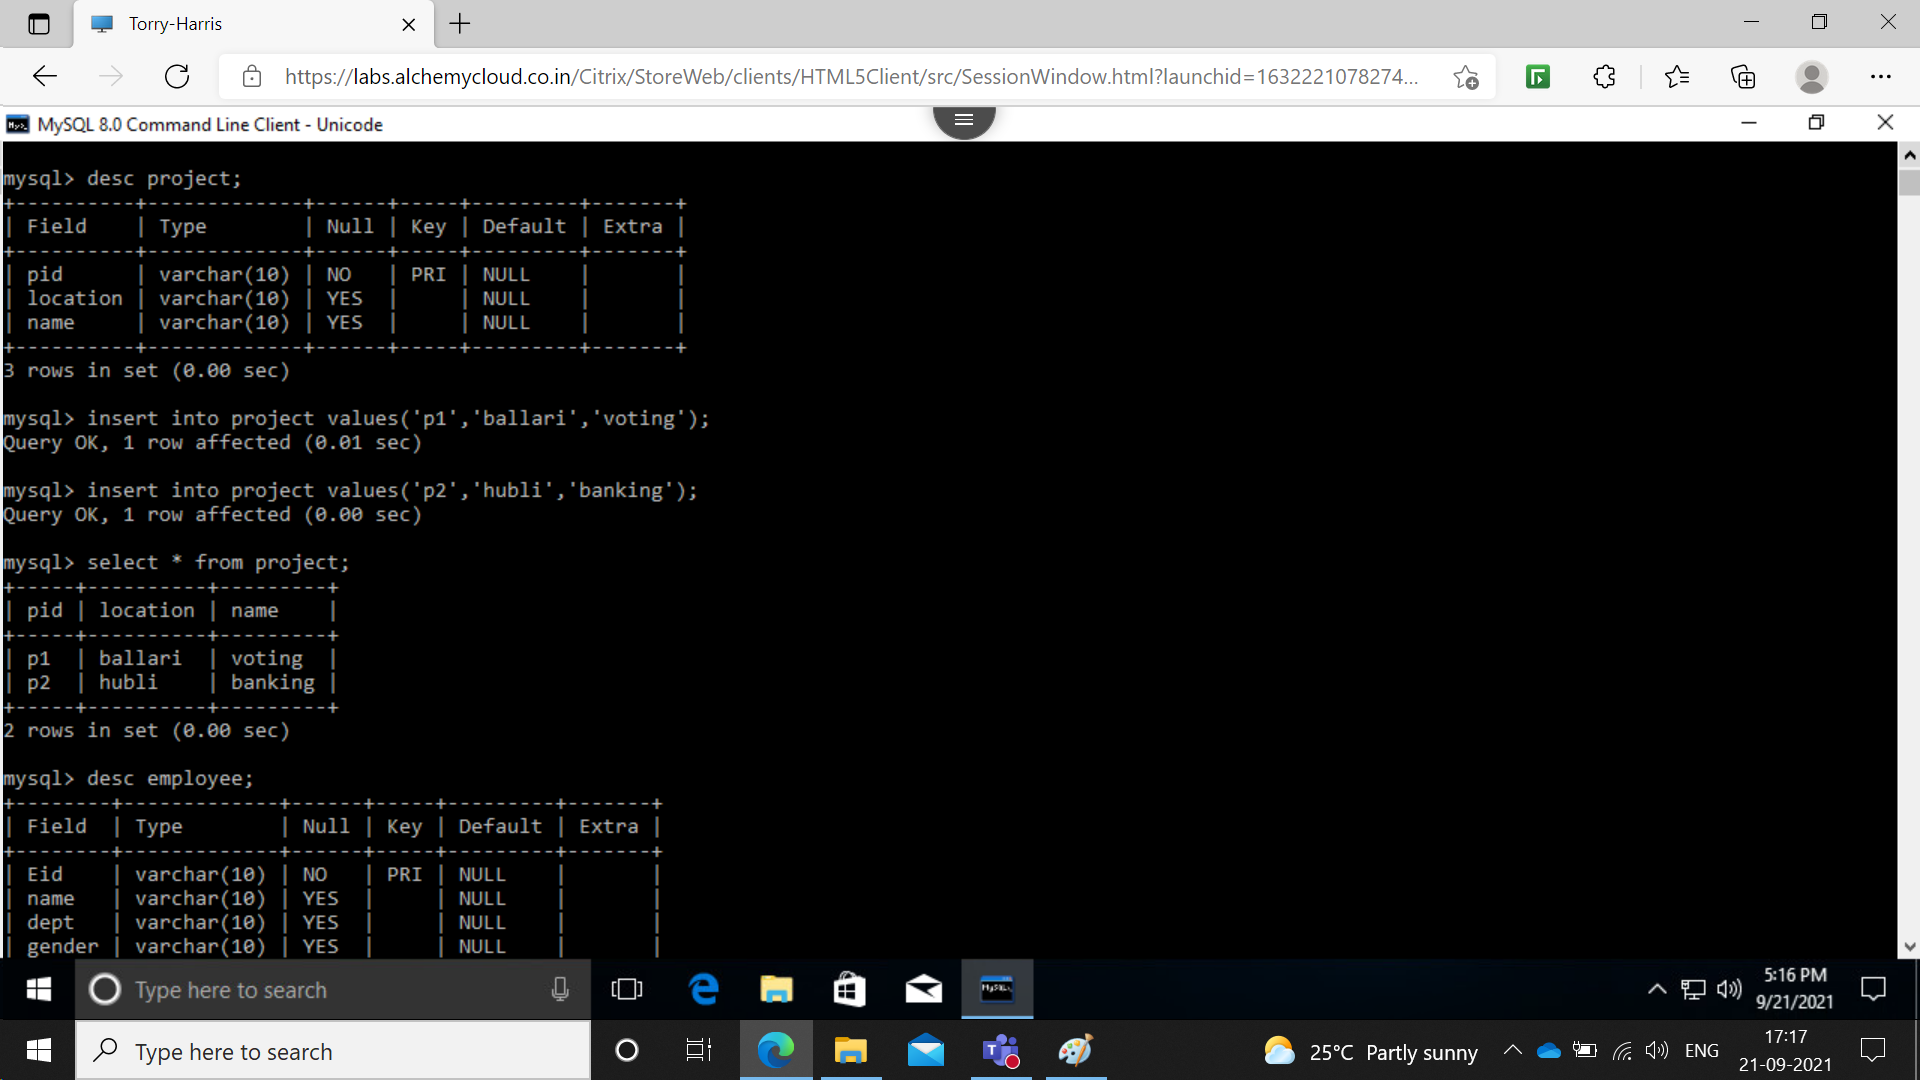 Torry-Harris
https://labs.alchemycloud.co.in/Citrix/StoreWeb/clients/HTML5Client/src/SessionWindow.html?launchid=1632221078274...
MySQL 8.0 Command Line Client - Unicode
mysql> desc project;
+----------+-------------+------+-----+---------+-------+
| Field    | Type        | Null | Key | Default | Extra |
+----------+-------------+------+-----+---------+-------+
| pid      | varchar(10) | NO   | PRI | NULL    |       |
| location | varchar(10) | YES  |     | NULL    |       |
| name     | varchar(10) | YES  |     | NULL    |       |
+----------+-------------+------+-----+---------+-------+
3 rows in set (0.00 sec)
mysql> insert into project values('p1','ballari','voting');
Query OK, 1 row affected (0.01 sec)
mysql> insert into project values('p2','hubli','banking');
Query OK, 1 row affected (0.00 sec)
mysql> select * from project;
+-----+----------+---------+
| pid | location | name    |
+-----+----------+---------+
| p1  | ballari  | voting  |
| p2  | hubli    | banking |
+-----+----------+---------+
2 rows in set (0.00 sec)
mysql> desc employee;
+--------+-------------+------+-----+---------+-------+
| Field  | Type        | Null | Key | Default | Extra |
+--------+-------------+------+-----+---------+-------+
| Eid    | varchar(10) | NO   | PRI | NULL    |       |
| name   | varchar(10) | YES  |     | NULL    |       |
| dept   | varchar(10) | YES  |     | NULL    |       |
| gender | varchar(10) | YES  |     | NULL    |       |
Type here to search
5:16 PM
9/21/2021
Type here to search
25°C Partly sunny
ENG
17:17
21-09-2021